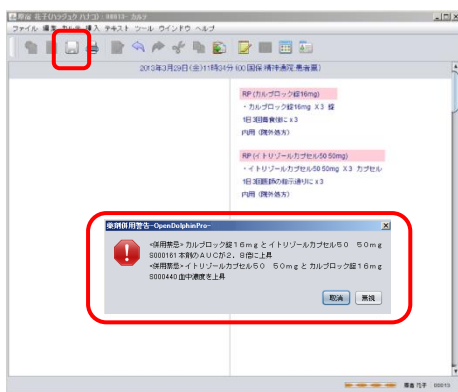 ファイル 編集 カルテ 挿入 テキスト ツール ウインドウ ヘルプ
2013年3月29日(金)11時34分
RP (カルブロック錠16mg)
・カルブロック錠16mg X 3 錠
1日3回毎食後に x 3
内用 (院外処方)
RP (イトリゾールカプセル50 50mg)
・イトリゾールカプセル50 50mg X 3 カプセル
1日3回医師の指示通りに x 3
内用 (院外処方)
薬剤併用警告-OpenDolphinPro-
<併用禁忌> カルブロック錠16mg と イトリゾールカプセル50 50mg
S000161 本剤のAUCが2.8倍に上昇
<併用禁忌> イトリゾールカプセル50 50mg と カルブロック錠16mg
S000440 血中濃度を上昇
取消 無視
00013